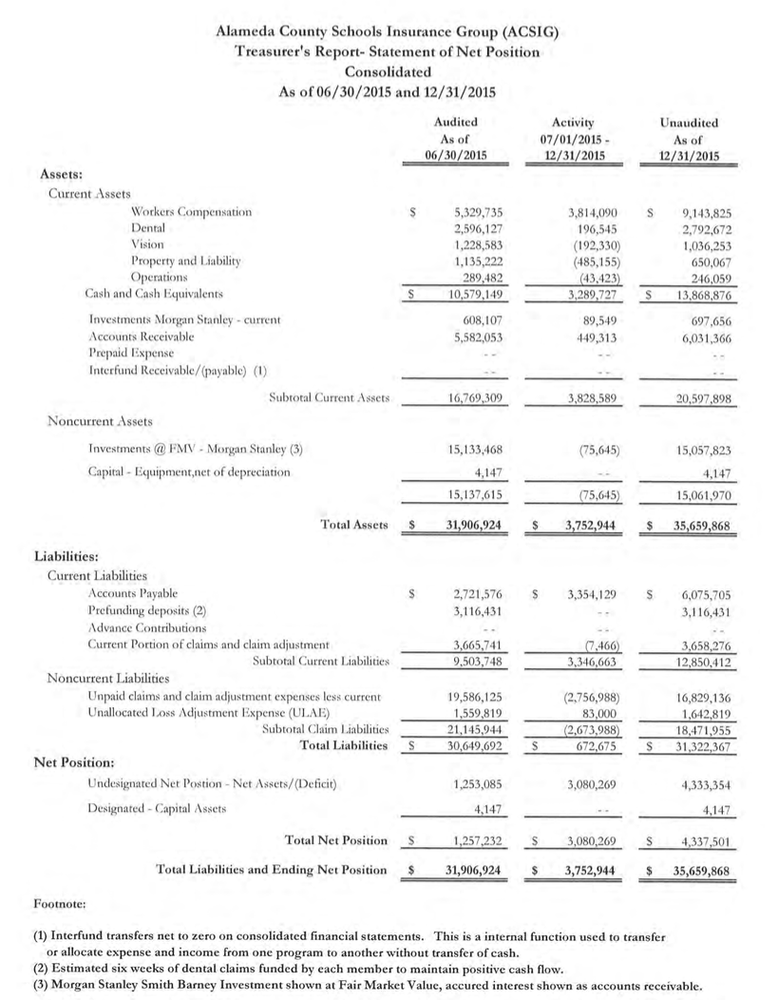 Alameda County Schools Insurance Group (ACSIG)
Treasurer's Report- Statement of Net Position
Consolidated
As of 06/30/2015 and 12/31/2015
Audited Activity Unaudited
As of 07/01/2015 - As of
06/30/2015 12/31/2015 12/31/2015
Assets:
Current Assets
Workers Compensation $ 5,329,735 3,814,090 $ 9,143,825
Dental 2,596,127 196,545 2,792,672
Vision 1,228,583 (192,330) 1,036,253
Property and Liability 1,135,222 (485,155) 650,067
Operations 289,482 (43,423) 246,059
Cash and Cash Equivalents $ 10,579,149 3,289,727 $ 13,868,876
Investments Morgan Stanley - current 608,107 89,549 697,656
Accounts Receivable 5,582,053 449,313 6,031,366
Prepaid Expense -- -- --
Interfund Receivable/(payable) (1) -- -- --
Subtotal Current Assets 16,769,309 3,828,589 20,597,898
Noncurrent Assets
Investments @ FMV - Morgan Stanley (3) 15,133,468 (75,645) 15,057,823
Capital - Equipment,net of depreciation 4,147 -- 4,147
15,137,615 (75,645) 15,061,970
Total Assets $ 31,906,924 $ 3,752,944 $ 35,659,868
Liabilities:
Current Liabilities
Accounts Payable $ 2,721,576 $ 3,354,129 $ 6,075,705
Prefunding deposits (2) 3,116,431 -- 3,116,431
Advance Contributions -- -- --
Current Portion of claims and claim adjustment 3,665,741 (7,466) 3,658,276
Subtotal Current Liabilities 9,503,748 3,346,663 12,850,412
Noncurrent Liabilities
Unpaid claims and claim adjustment expenses less current 19,586,125 (2,756,988) 16,829,136
Unallocated Loss Adjustment Expense (ULAE) 1,559,819 83,000 1,642,819
Subtotal Claim Liabilities 21,145,944 (2,673,988) 18,471,955
Total Liabilities $ 30,649,692 $ 672,675 $ 31,322,367
Net Position:
Undesignated Net Postion - Net Assets/(Deficit) 1,253,085 3,080,269 4,333,354
Designated - Capital Assets 4,147 -- 4,147
Total Net Position $ 1,257,232 $ 3,080,269 $ 4,337,501
Total Liabilities and Ending Net Position $ 31,906,924 $ 3,752,944 $ 35,659,868
Footnote:
(1) Interfund transfers net to zero on consolidated financial statements. This is a internal function used to transfer
or allocate expense and income from one program to another without transfer of cash.
(2) Estimated six weeks of dental claims funded by each member to maintain positive cash flow.
(3) Morgan Stanley Smith Barney Investment shown at Fair Market Value, accured interest shown as accounts receivable.